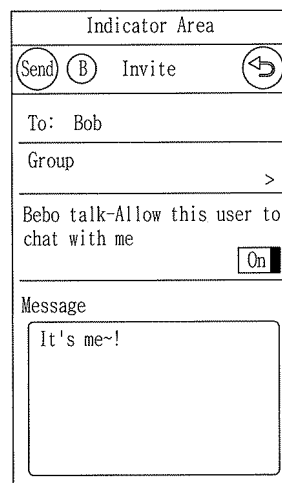 Indicator Area
Send B Invite
To: Bob
Group
>
Bebo talk-Allow this user to
chat with me
On
Message
It's me~!